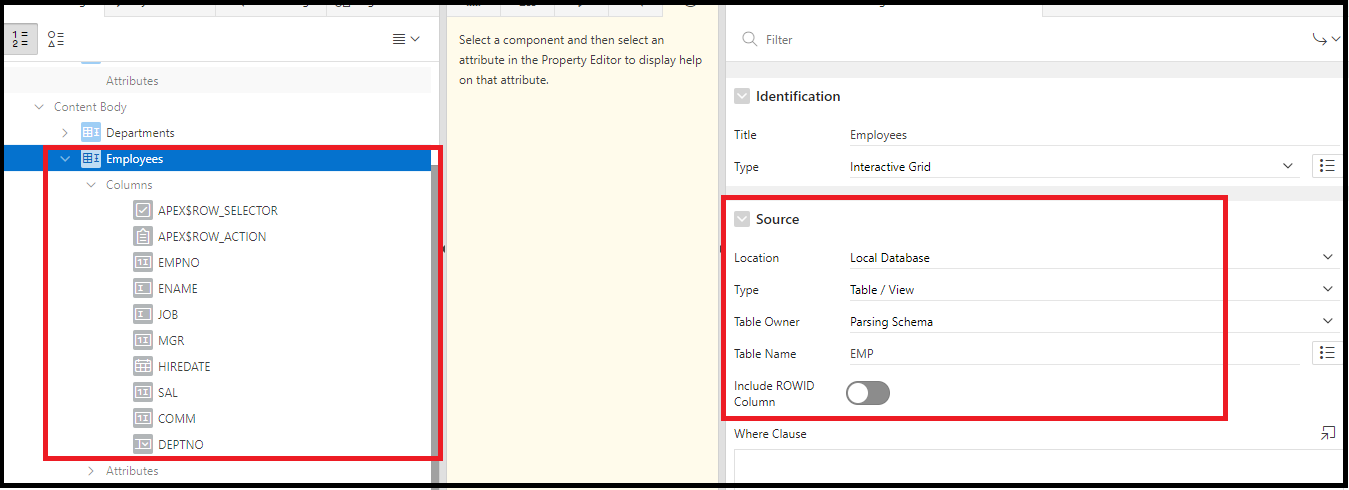 Attributes
Content Body
Departments
Employees
Columns
APEX$ROW_SELECTOR
APEX$ROW_ACTION
EMPNO
ENAME
JOB
MGR
HIREDATE
SAL
COMM
DEPTNO
Attributes
Select a component and then select an
attribute in the Property Editor to display help
on that attribute.
Filter
Identification
Title Employees
Type Interactive Grid
Source
Location Local Database
Type Table / View
Table Owner Parsing Schema
Table Name EMP
Include ROWID
Column
Where Clause